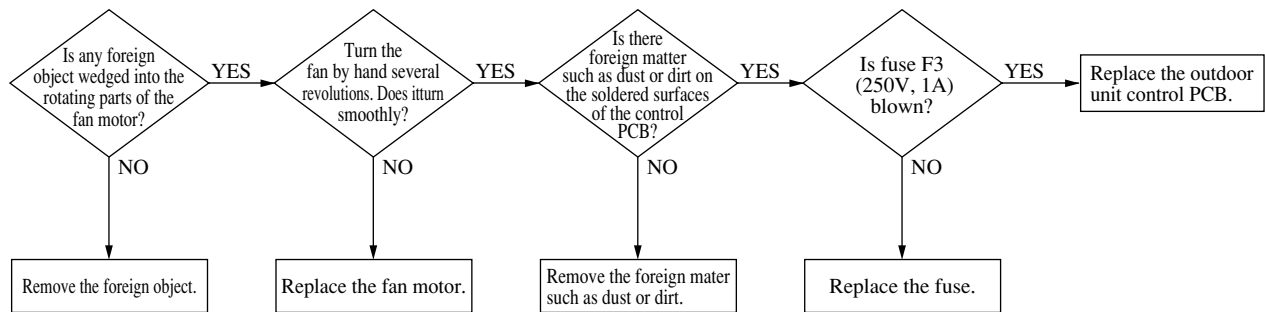 Is any foreign
object wedged into the
rotating parts of the
fan motor?
YES
NO
Remove the foreign object.
Turn the
fan by hand several
revolutions. Does itturn
smoothly?
YES
NO
Replace the fan motor.
Is there
foreign matter
such as dust or dirt on
the soldered surfaces
of the control
PCB?
YES
NO
Remove the foreign mater
such as dust or dirt.
Is fuse F3
(250V, 1A)
blown?
YES
NO
Replace the fuse.
Replace the outdoor
unit control PCB.